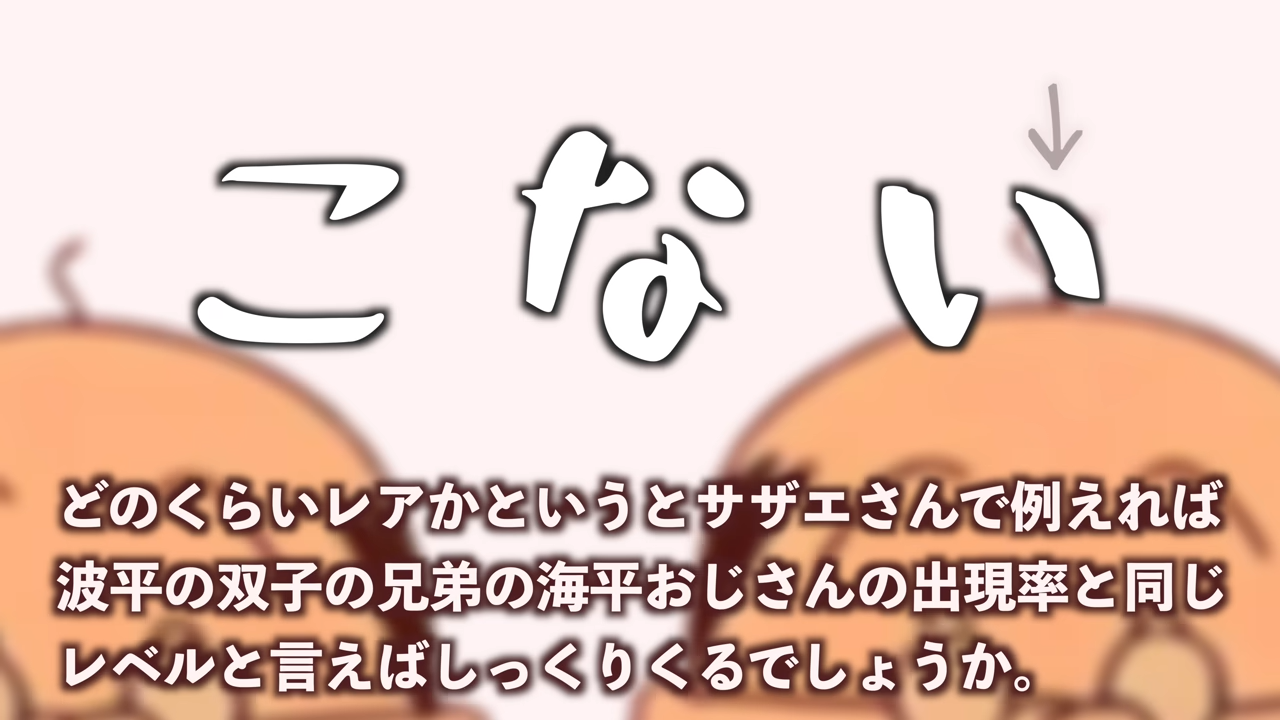 こない
どのくらいレアかというとサザエさんで例えれば
波平の双子の兄弟の海平おじさんの出現率と同じ
レベルと言えばしっくりくるでしょうか。